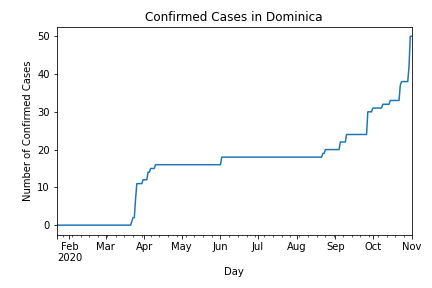 Confirmed Cases in Dominica
Number of Confirmed Cases
50
40
30
20
10
0
Feb Mar Apr May Jun Jul Aug Sep Oct Nov
2020
Day